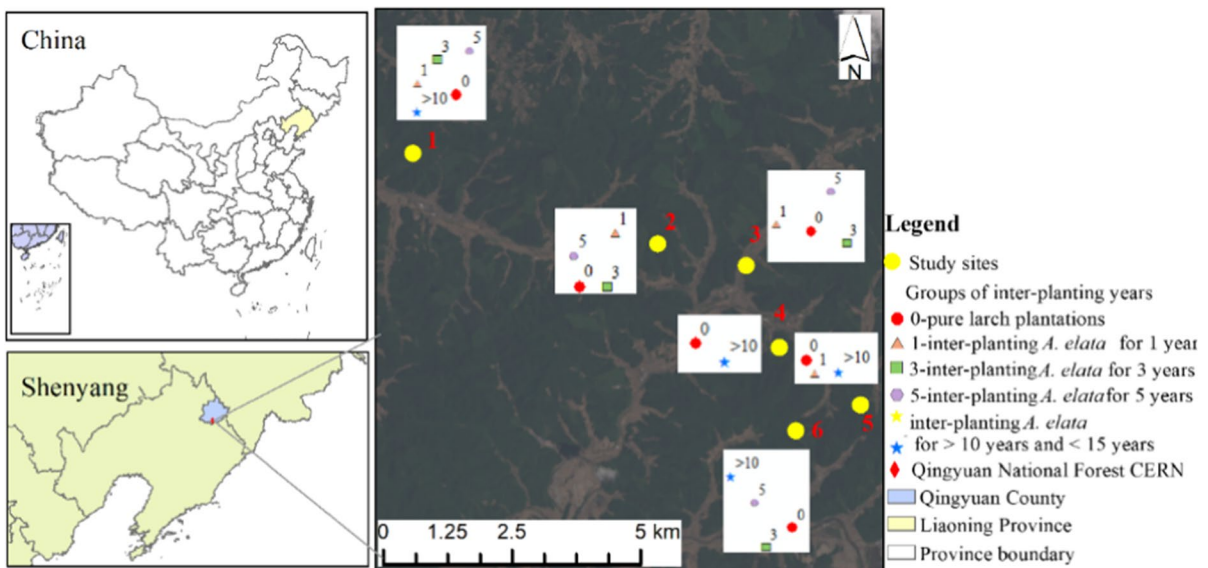 China
Shenyang
N
3
5
1
0
>10
1
2
1
5
0
3
3
5
1
0
3
4
0
>10
0
1
>10
5
6
>10
5
0
3
0
1.25
2.5
5 km
Legend
Study sites
Groups of inter-planting years
0-pure larch plantations
1-inter-planting A. elata for 1 year
3-inter-planting A. elata for 3 years
5-inter-planting A. elata for 5 years
inter-planting A. elata
for > 10 years and < 15 years
Qingyuan National Forest CERN
Qingyuan County
Liaoning Province
Province boundary